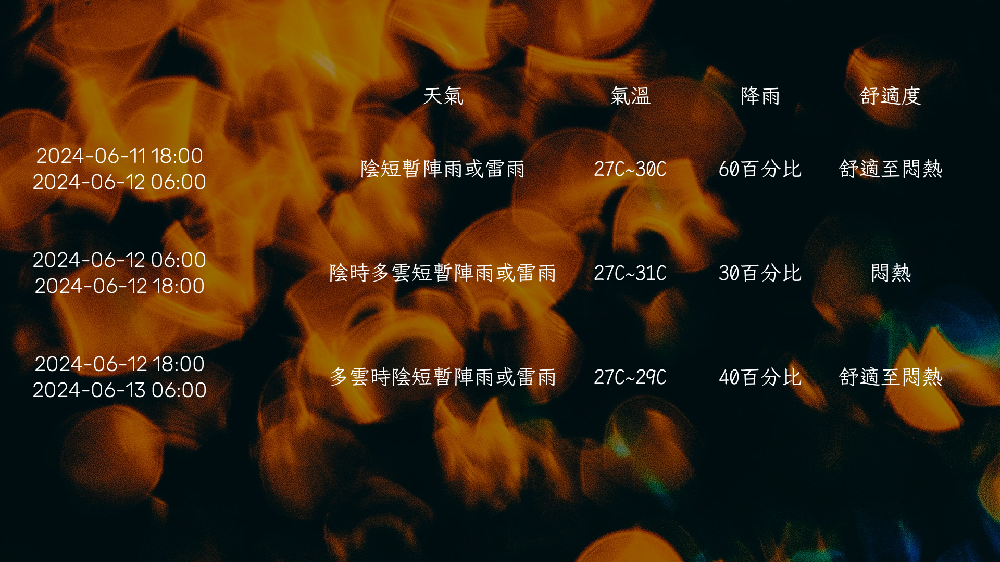 天氣 氣溫 降雨 舒適度
2024-06-11 18:00
2024-06-12 06:00
陰短暫陣雨或雷雨 27C~30C 60百分比 舒適至悶熱
2024-06-12 06:00
2024-06-12 18:00
陰時多雲短暫陣雨或雷雨 27C~31C 30百分比 悶熱
2024-06-12 18:00
2024-06-13 06:00
多雲時陰短暫陣雨或雷雨 27C~29C 40百分比 舒適至悶熱